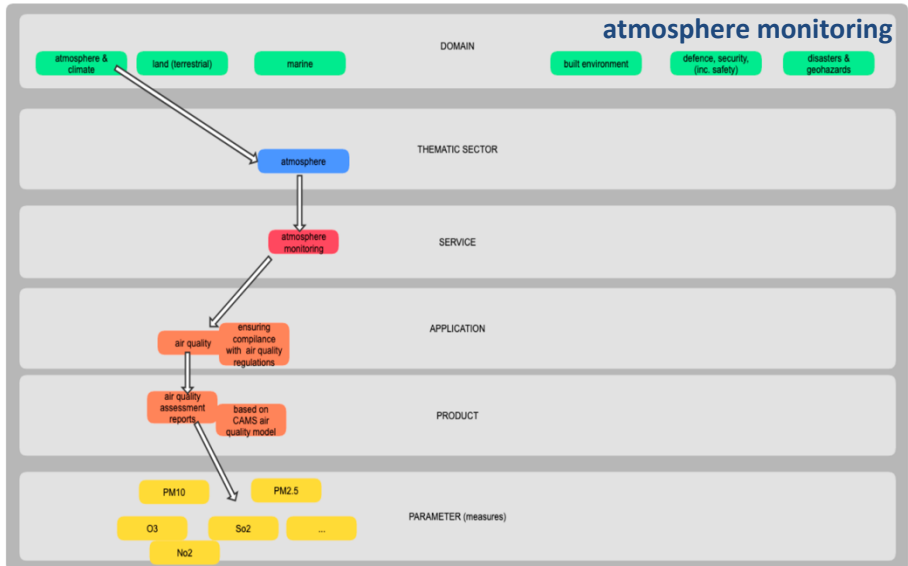 atmosphere monitoring
DOMAIN
atmosphere &
climate
land (terrestrial)
marine
built environment
defence, security,
(inc. safety)
disasters &
geohazards
THEMATIC SECTOR
atmosphere
SERVICE
atmosphere
monitoring
APPLICATION
air quality
ensuring
compliance
with air quality
regulations
PRODUCT
air quality
assessment
reports
based on
CAMS air
quality model
PARAMETER (measures)
PM10
PM2.5
O3
So2
...
No2